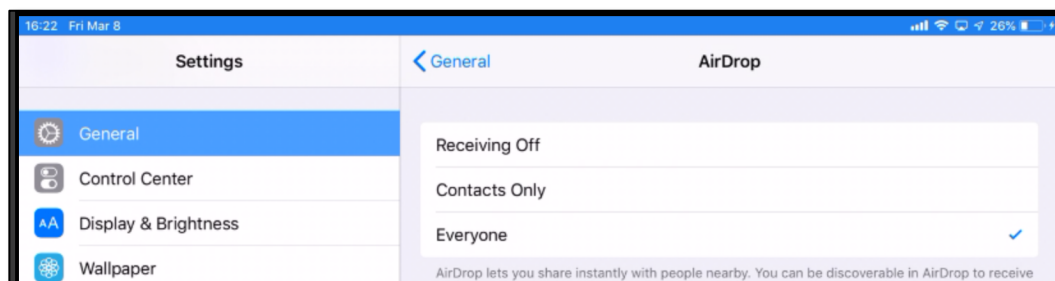 16:22 Fri Mar 8
26%
Settings
General
AirDrop
General
Control Center
AA Display & Brightness
Wallpaper
Receiving Off
Contacts Only
Everyone
AirDrop lets you share instantly with people nearby. You can be discoverable in AirDrop to receive